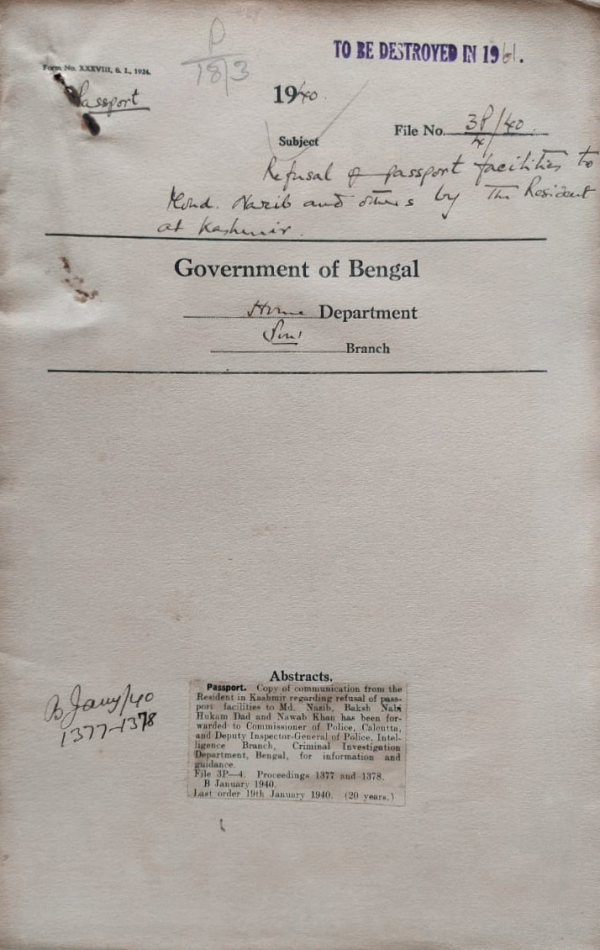 P
18/3
TO BE DESTROYED IN 1961.
Form No. XXXVIII, 6. 1., 1924.
Passport
1940
File No. 3P/40
4
Subject
Refusal of passport facilities to
Mohd. Nazib and others by The Resident
at Kashmir.
Government of Bengal
Home Department
Branch
Abstracts.
Passport. Copy of communication from the
Resident in Kashmir regarding refusal of pass-
port facilities to Md. Nazib, Baksh Nabi
Hukam Dad and Nawab Khan has been for-
warded to Commissioner of Police, Calcutta,
and Deputy Inspector-General of Police, Intel-
ligence Branch, Criminal Investigation
Department, Bengal, for information and
guidance.
File 3P—4. Proceedings 1377 and 1378.
B January 1940.
Last order 19th January 1940. (20 years.)
B Jany/40
1377-1378